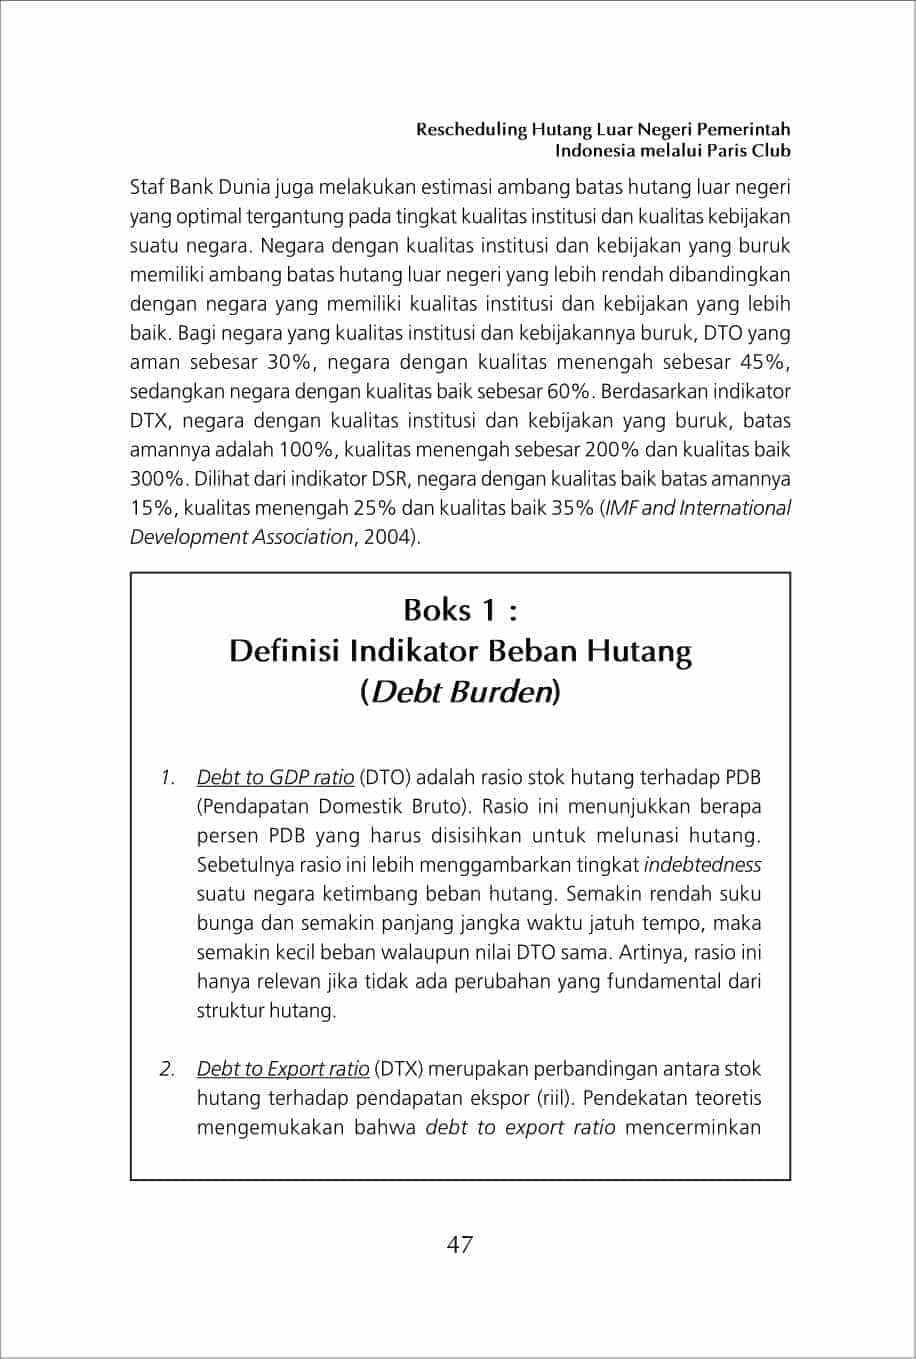 Rescheduling Hutang Luar Negeri Pemerintah
Indonesia melalui Paris Club
Staf Bank Dunia juga melakukan estimasi ambang batas hutang luar negeri
yang optimal tergantung pada tingkat kualitas institusi dan kualitas kebijakan
suatu negara. Negara dengan kualitas institusi dan kebijakan yang buruk
memiliki ambang batas hutang luar negeri yang lebih rendah dibandingkan
dengan negara yang memiliki kualitas institusi dan kebijakan yang lebih
baik. Bagi negara yang kualitas institusi dan kebijakannya buruk, DTO yang
aman sebesar 30%, negara dengan kualitas menengah sebesar 45%,
sedangkan negara dengan kualitas baik sebesar 60%. Berdasarkan indikator
DTX, negara dengan kualitas institusi dan kebijakan yang buruk, batas
amannya adalah 100%, kualitas menengah sebesar 200% dan kualitas baik
300%. Dilihat dari indikator DSR, negara dengan kualitas baik batas amannya
15%, kualitas menengah 25% dan kualitas baik 35% (IMF and International
Development Association, 2004).
Boks 1 :
Definisi Indikator Beban Hutang
(Debt Burden)
1. Debt to GDP ratio (DTO) adalah rasio stok hutang terhadap PDB
(Pendapatan Domestik Bruto). Rasio ini menunjukkan berapa
persen PDB yang harus disisihkan untuk melunasi hutang.
Sebetulnya rasio ini lebih menggambarkan tingkat indebtedness
suatu negara ketimbang beban hutang. Semakin rendah suku
bunga dan semakin panjang jangka waktu jatuh tempo, maka
semakin kecil beban walaupun nilai DTO sama. Artinya, rasio ini
hanya relevan jika tidak ada perubahan yang fundamental dari
struktur hutang.
2. Debt to Export ratio (DTX) merupakan perbandingan antara stok
hutang terhadap pendapatan ekspor (riil). Pendekatan teoretis
mengemukakan bahwa debt to export ratio mencerminkan
47